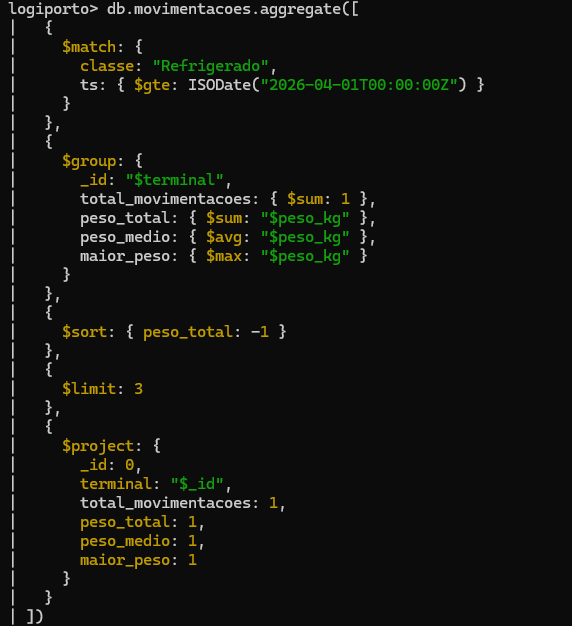 logiporto> db.movimentacoes.aggregate([
|   {
|     $match: {
|       classe: "Refrigerado",
|       ts: { $gte: ISODate("2026-04-01T00:00:00Z") }
|     }
|   },
|   {
|     $group: {
|       _id: "$terminal",
|       total_movimentacoes: { $sum: 1 },
|       peso_total: { $sum: "$peso_kg" },
|       peso_medio: { $avg: "$peso_kg" },
|       maior_peso: { $max: "$peso_kg" }
|     }
|   },
|   {
|     $sort: { peso_total: -1 }
|   },
|   {
|     $limit: 3
|   },
|   {
|     $project: {
|       _id: 0,
|       terminal: "$_id",
|       total_movimentacoes: 1,
|       peso_total: 1,
|       peso_medio: 1,
|       maior_peso: 1
|     }
|   }
| ])